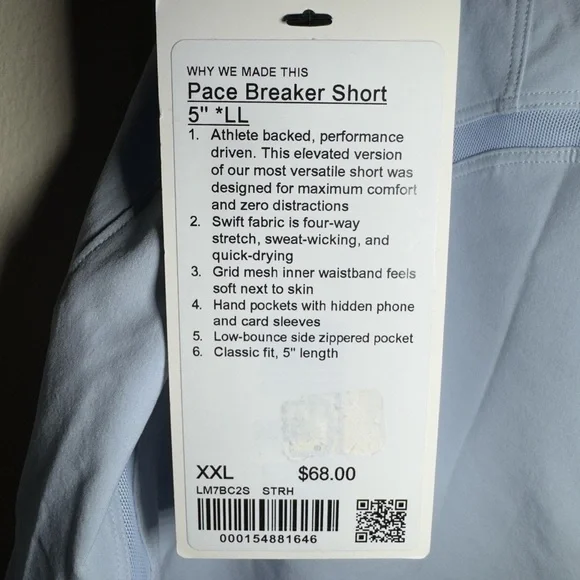 WHY WE MADE THIS
Pace Breaker Short
5" *LL
1. Athlete backed, performance
driven. This elevated version
of our most versatile short was
designed for maximum comfort
and zero distractions
2. Swift fabric is four-way
stretch, sweat-wicking, and
quick-drying
3. Grid mesh inner waistband feels
soft next to skin
4. Hand pockets with hidden phone
and card sleeves
5. Low-bounce side zippered pocket
6. Classic fit, 5" length
XXL $68.00
LM7BC2S STRH
000154881646